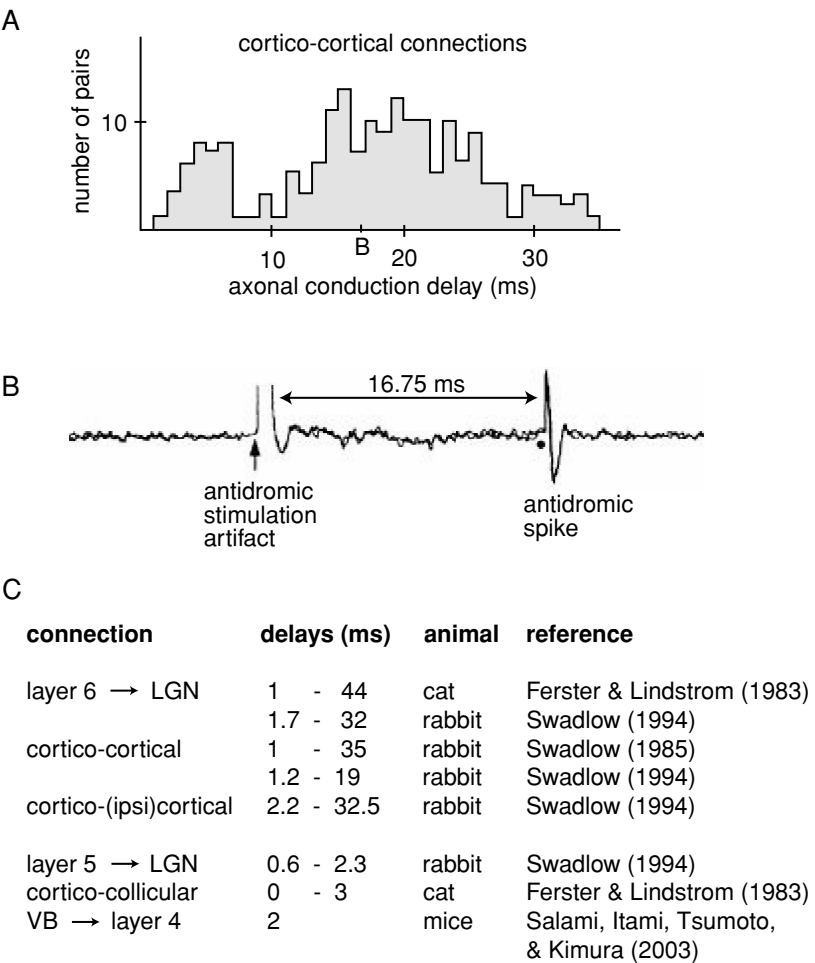 A
cortico-cortical connections
number of pairs
10
10 B 20 30
axonal conduction delay (ms)
B
16.75 ms
antidromic
stimulation
artifact
antidromic
spike
C
connection delays (ms) animal reference
layer 6 → LGN 1 - 44 cat Ferster & Lindstrom (1983)
1.7 - 32 rabbit Swadlow (1994)
cortico-cortical 1 - 35 rabbit Swadlow (1985)
1.2 - 19 rabbit Swadlow (1994)
cortico-(ipsi)cortical 2.2 - 32.5 rabbit Swadlow (1994)
layer 5 → LGN 0.6 - 2.3 rabbit Swadlow (1994)
cortico-collicular 0 - 3 cat Ferster & Lindstrom (1983)
VB → layer 4 2 mice Salami, Itami, Tsumoto,
& Kimura (2003)